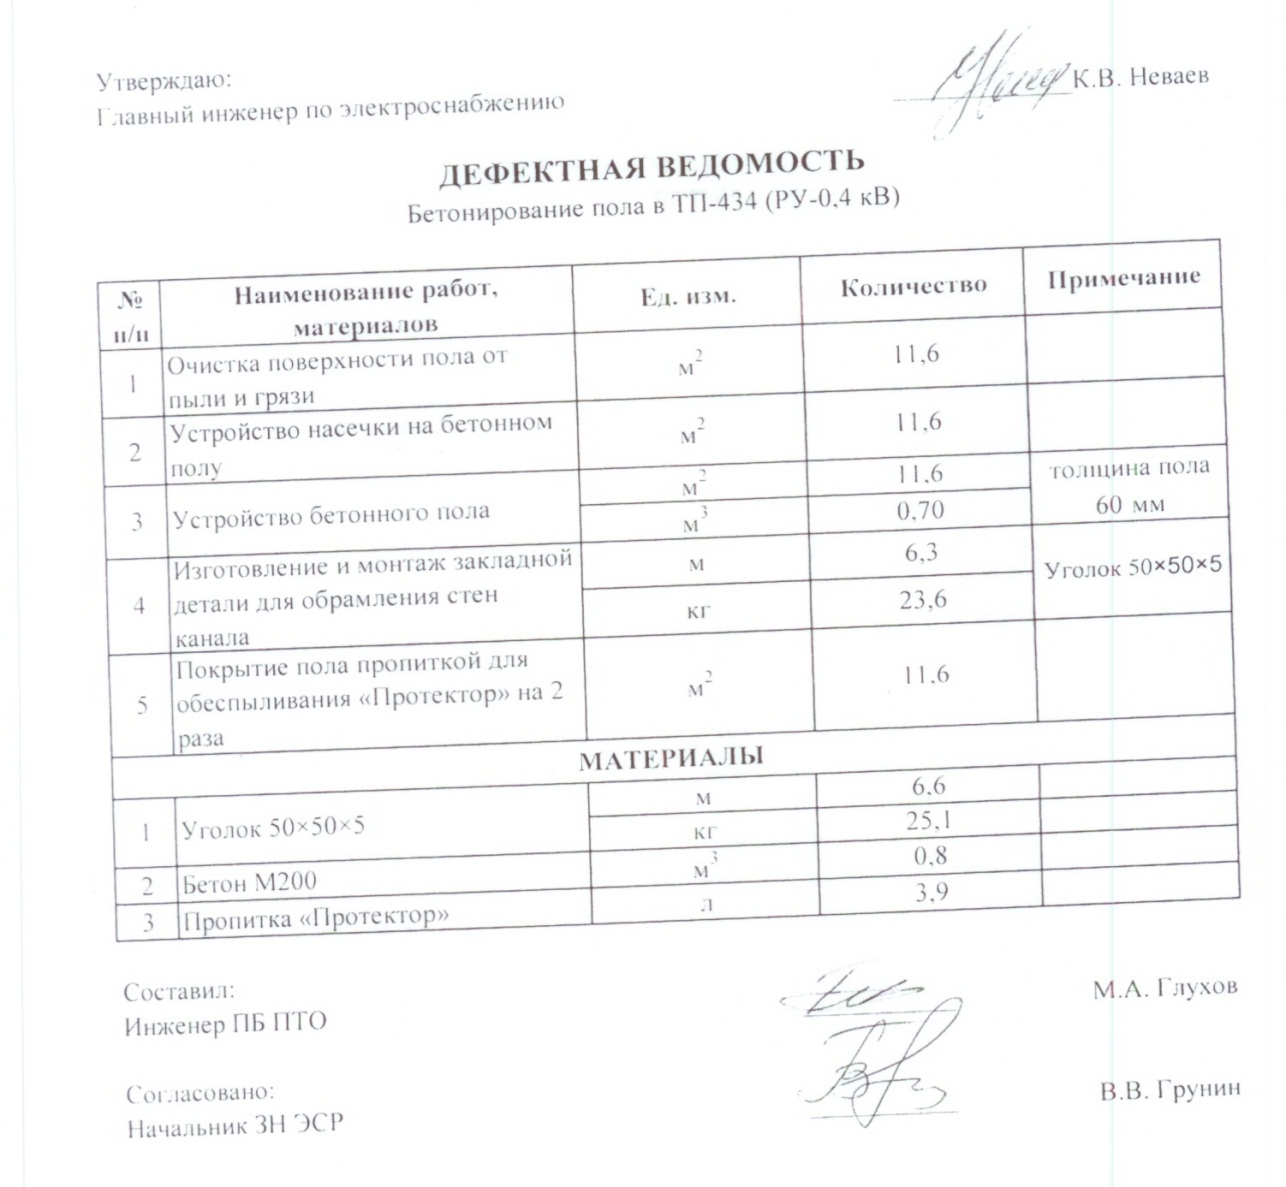 Утверждаю:
Главный инженер по электроснабжению
К.В. Неваев
ДЕФЕКТНАЯ ВЕДОМОСТЬ
Бетонирование пола в ТП-434 (РУ-0,4 кВ)
№ п/п
Наименование работ, материалов
Ед. изм.
Количество
Примечание
1
Очистка поверхности пола от
пыли и грязи
м²
11,6
2
Устройство насечки на бетонном
полу
м²
11,6
3
Устройство бетонного пола
м²
11,6
м³
0,70
толщина пола
60 мм
4
Изготовление и монтаж закладной
детали для обрамления стен
канала
м
6,3
кг
23,6
Уголок 50×50×5
5
Покрытие пола пропиткой для
обеспыливания «Протектор» на 2
раза
м²
11.6
МАТЕРИАЛЫ
1
Уголок 50×50×5
м
6.6
кг
25,1
2
Бетон М200
м³
0,8
3
Пропитка «Протектор»
л
3,9
Составил:
Инженер ПБ ПТО
М.А. Глухов
Согласовано:
Начальник ЗН ЭСР
В.В. Грунин